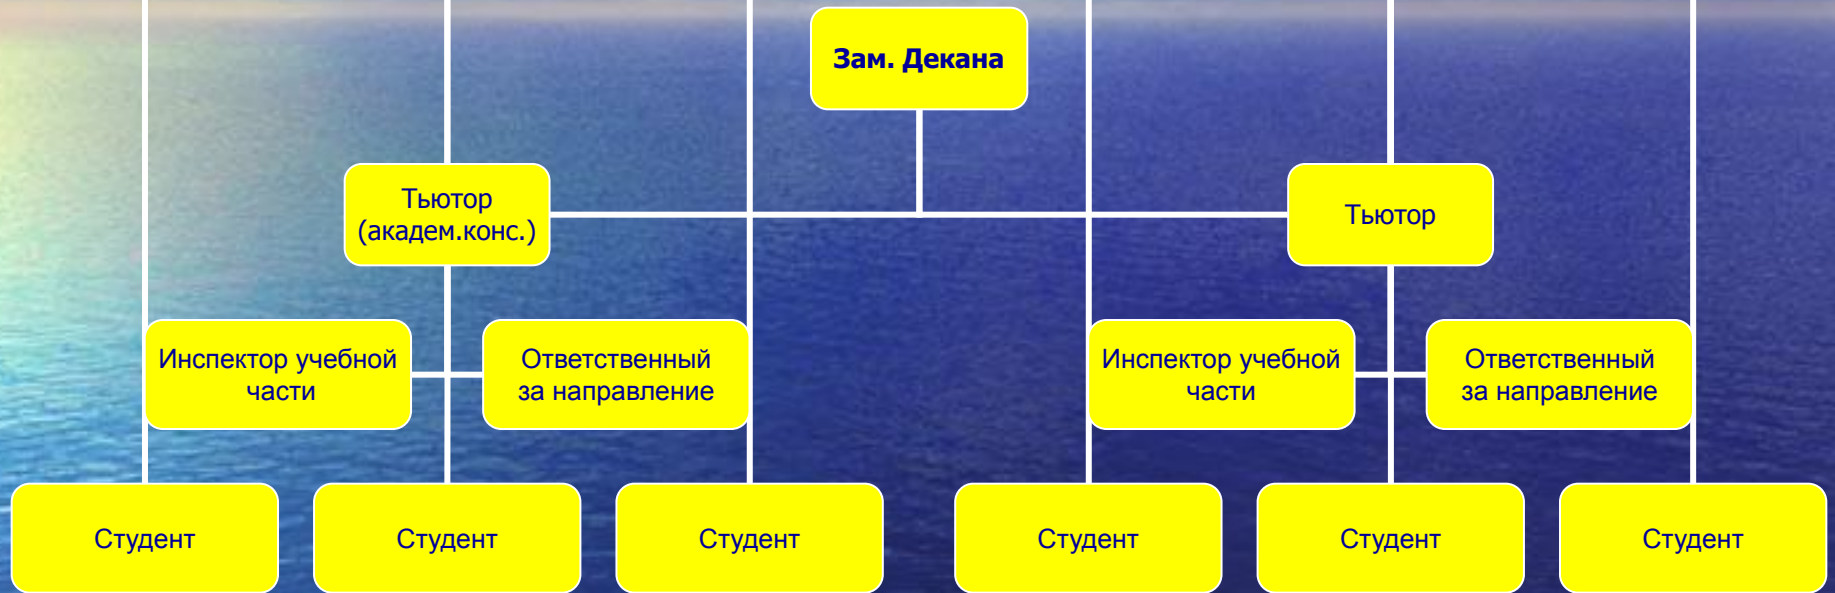 Зам. Декана
Тьютор
(академ.конс.)
Тьютор
Инспектор учебной
части
Ответственный
за направление
Инспектор учебной
части
Ответственный
за направление
Студент
Студент
Студент
Студент
Студент
Студент